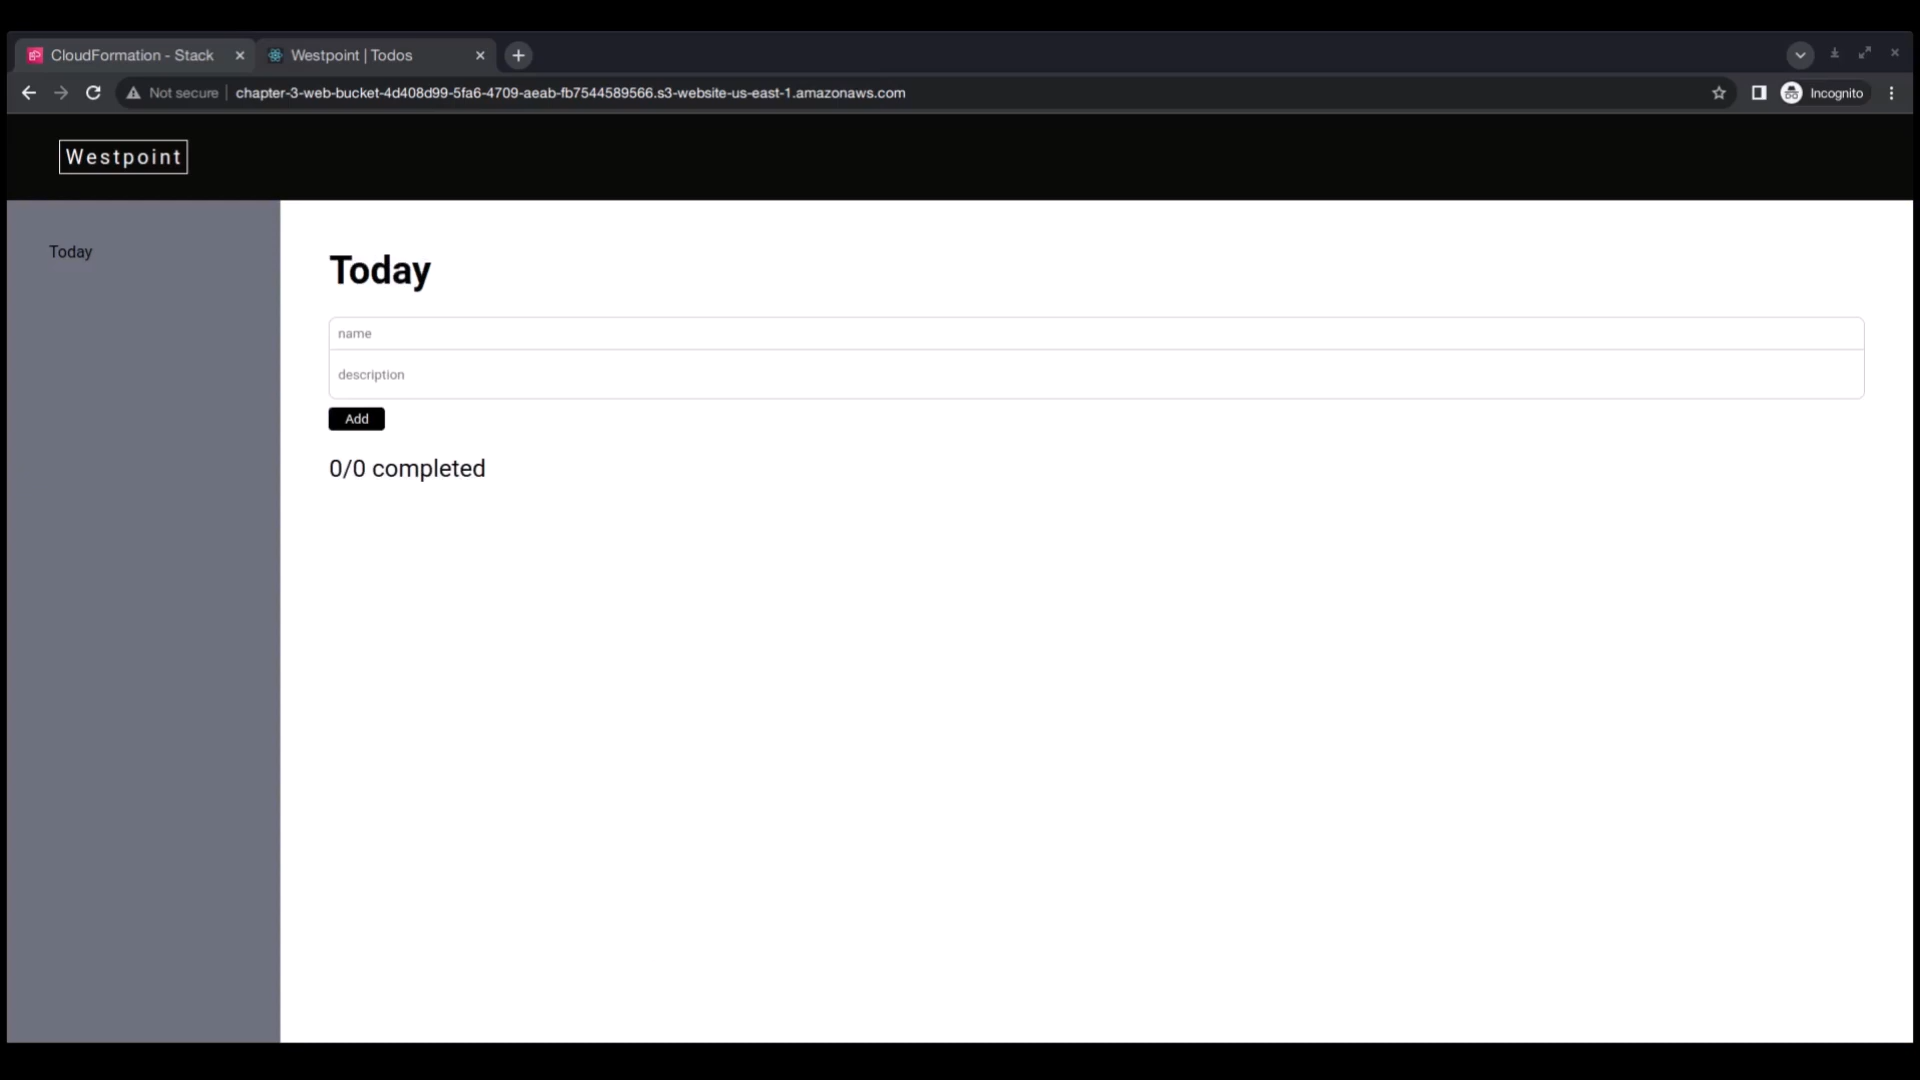 CloudFormation - Stack
Westpoint | Todos
Not secure
chapter-3-web-bucket-4d408d99-5fa6-4709-aeab-fb7544589566.s3-website-us-east-1.amazonaws.com
Incognito
Westpoint
Today
Today
name
description
Add
0/0 completed